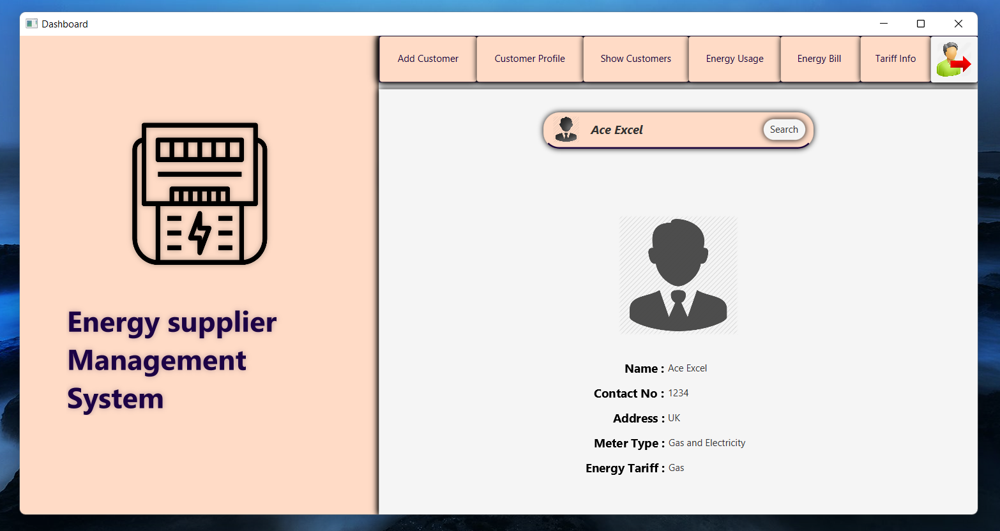 Dashboard
Add Customer
Customer Profile
Show Customers
Energy Usage
Energy Bill
Tariff Info
Ace Excel
Search
Energy supplier
Management
System
Name : Ace Excel
Contact No : 1234
Address : UK
Meter Type : Gas and Electricity
Energy Tariff : Gas